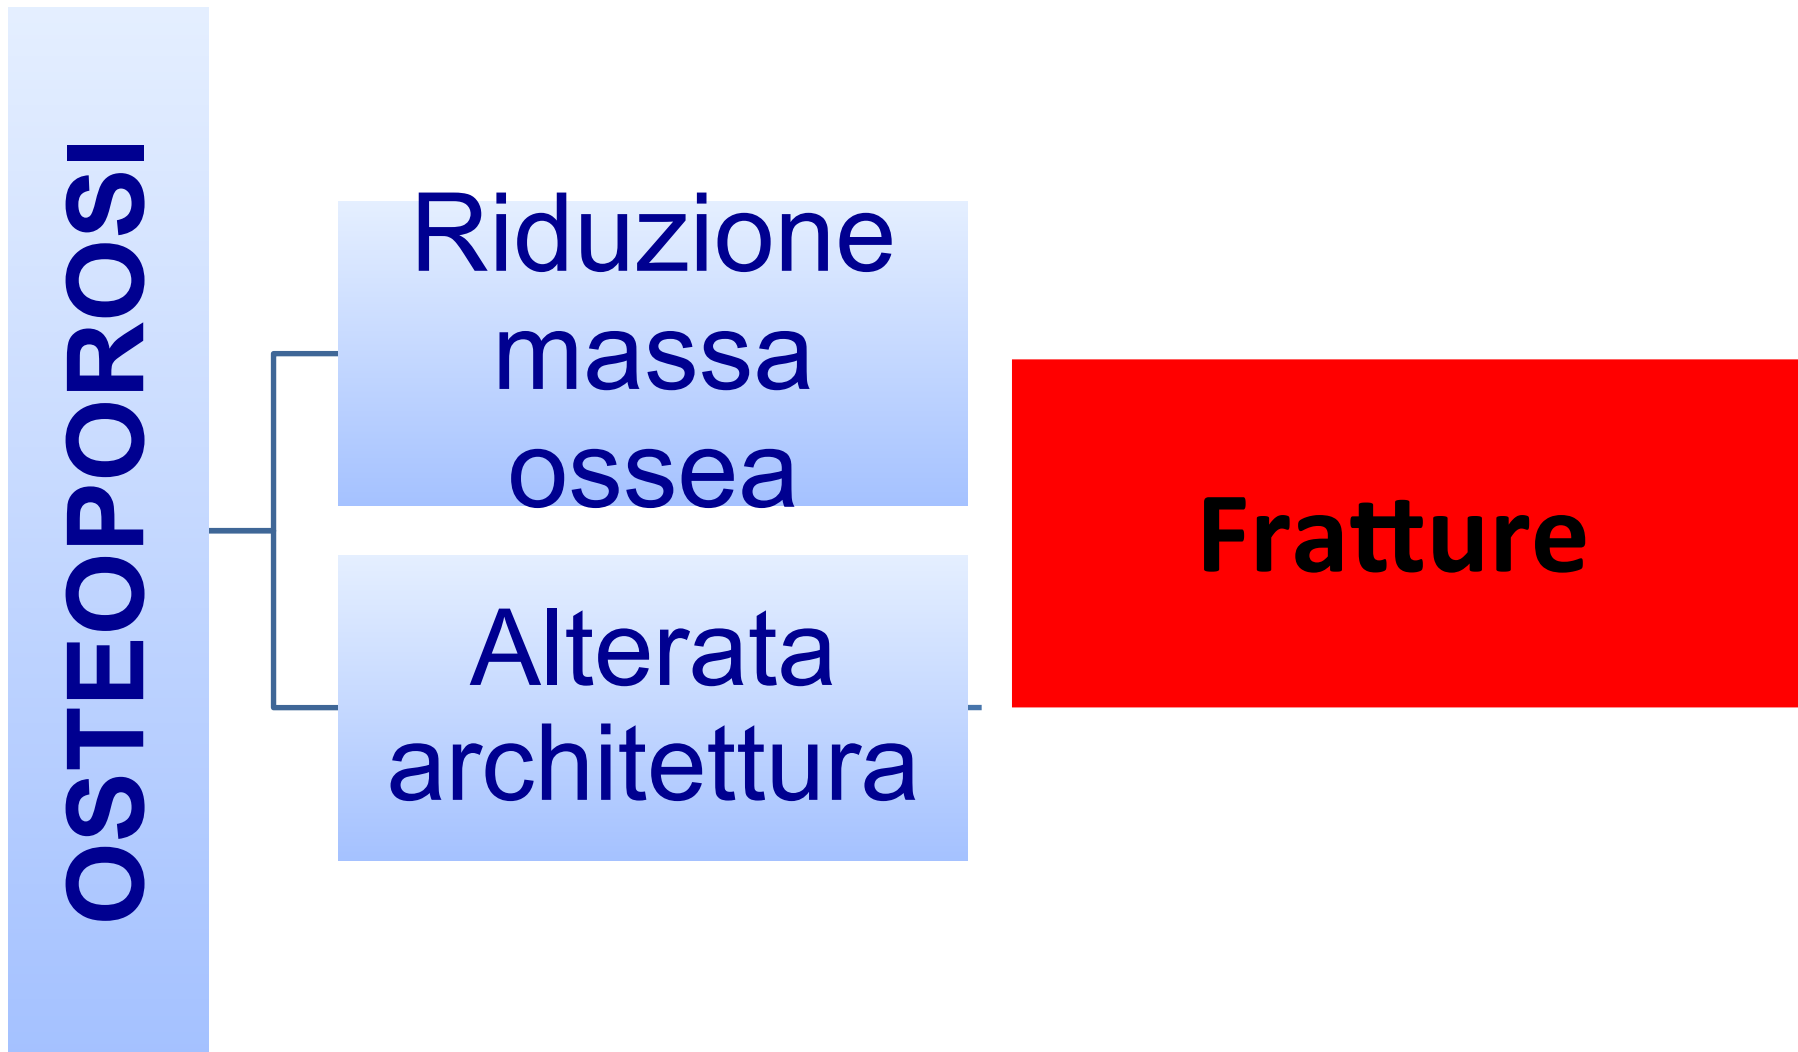 OSTEOPOROSI
Riduzione
massa
ossea
Alterata
architettura
Fratture